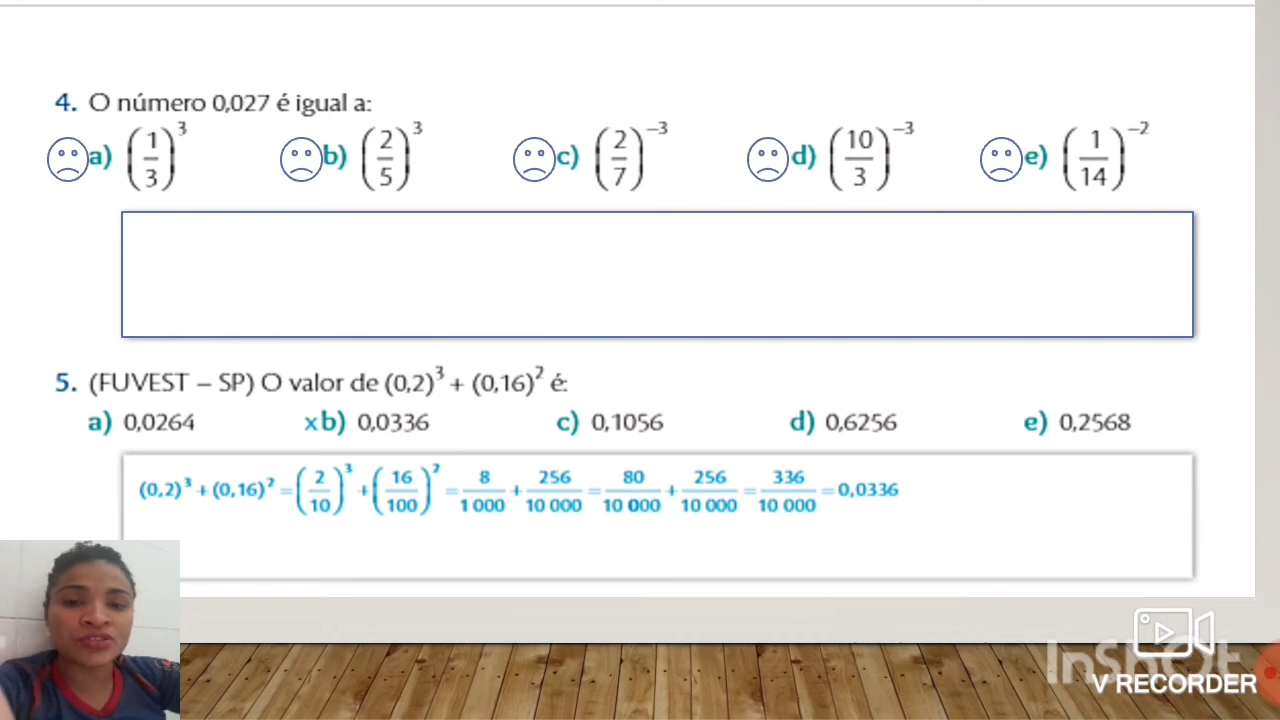 4. O número 0,027 é igual a:
a) (1/3)³ b) (2/5)³ c) (2/7)⁻³ d) (10/3)⁻³ e) (1/14)⁻²
5. (FUVEST – SP) O valor de (0,2)³ + (0,16)² é:
a) 0,0264 xb) 0,0336 c) 0,1056 d) 0,6256 e) 0,2568
(0,2)³ + (0,16)² = (2/10)³ + (16/100)² = 8/1 000 + 256/10 000 = 80/10 000 + 256/10 000 = 336/10 000 = 0,0336
InShOt
V RECORDER